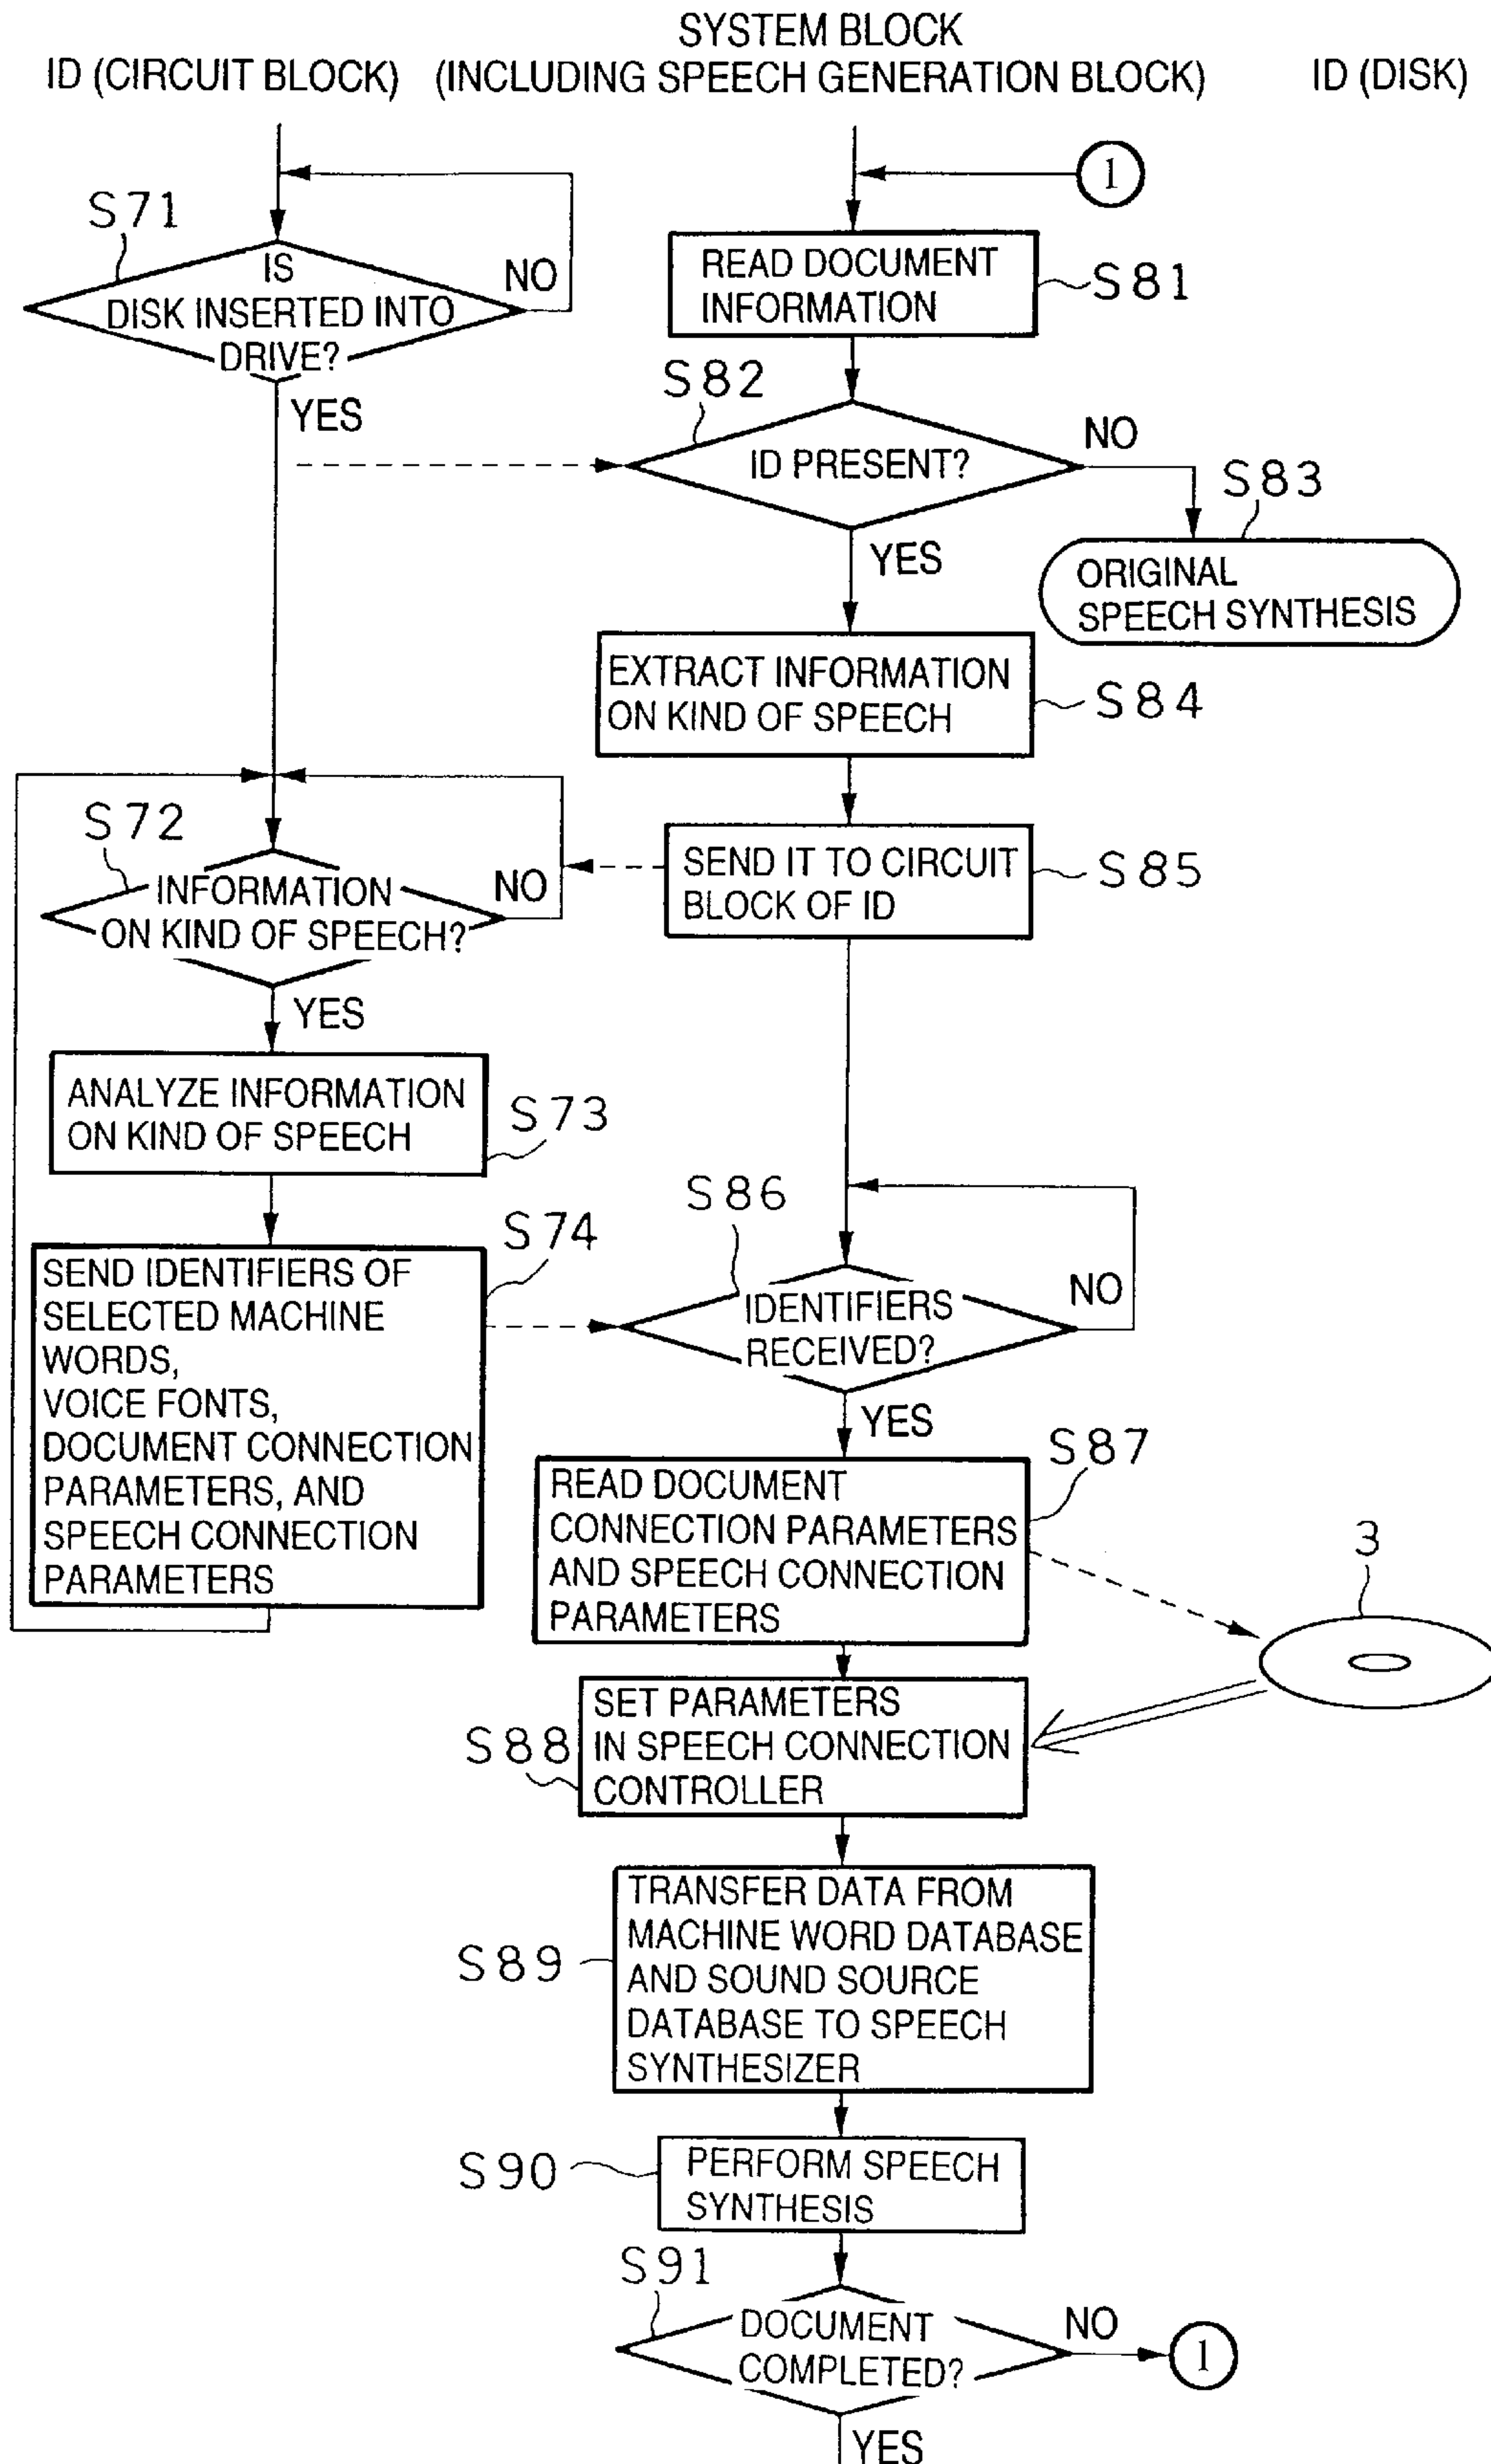 SYSTEM BLOCK
ID (CIRCUIT BLOCK) (INCLUDING SPEECH GENERATION BLOCK) ID (DISK)
1
S71
IS
DISK INSERTED INTO
DRIVE?
NO
YES
READ DOCUMENT
INFORMATION
S81
S82
ID PRESENT?
NO
YES
S83
ORIGINAL
SPEECH SYNTHESIS
EXTRACT INFORMATION
ON KIND OF SPEECH
S84
S72
INFORMATION
ON KIND OF SPEECH?
NO
YES
SEND IT TO CIRCUIT
BLOCK OF ID
S85
ANALYZE INFORMATION
ON KIND OF SPEECH
S73
S74
SEND IDENTIFIERS OF
SELECTED MACHINE
WORDS,
VOICE FONTS,
DOCUMENT CONNECTION
PARAMETERS, AND
SPEECH CONNECTION
PARAMETERS
S86
IDENTIFIERS
RECEIVED?
NO
YES
S87
READ DOCUMENT
CONNECTION PARAMETERS
AND SPEECH CONNECTION
PARAMETERS
3
S88
SET PARAMETERS
IN SPEECH CONNECTION
CONTROLLER
S89
TRANSFER DATA FROM
MACHINE WORD DATABASE
AND SOUND SOURCE
DATABASE TO SPEECH
SYNTHESIZER
S90
PERFORM SPEECH
SYNTHESIS
S91
DOCUMENT
COMPLETED?
NO
1
YES